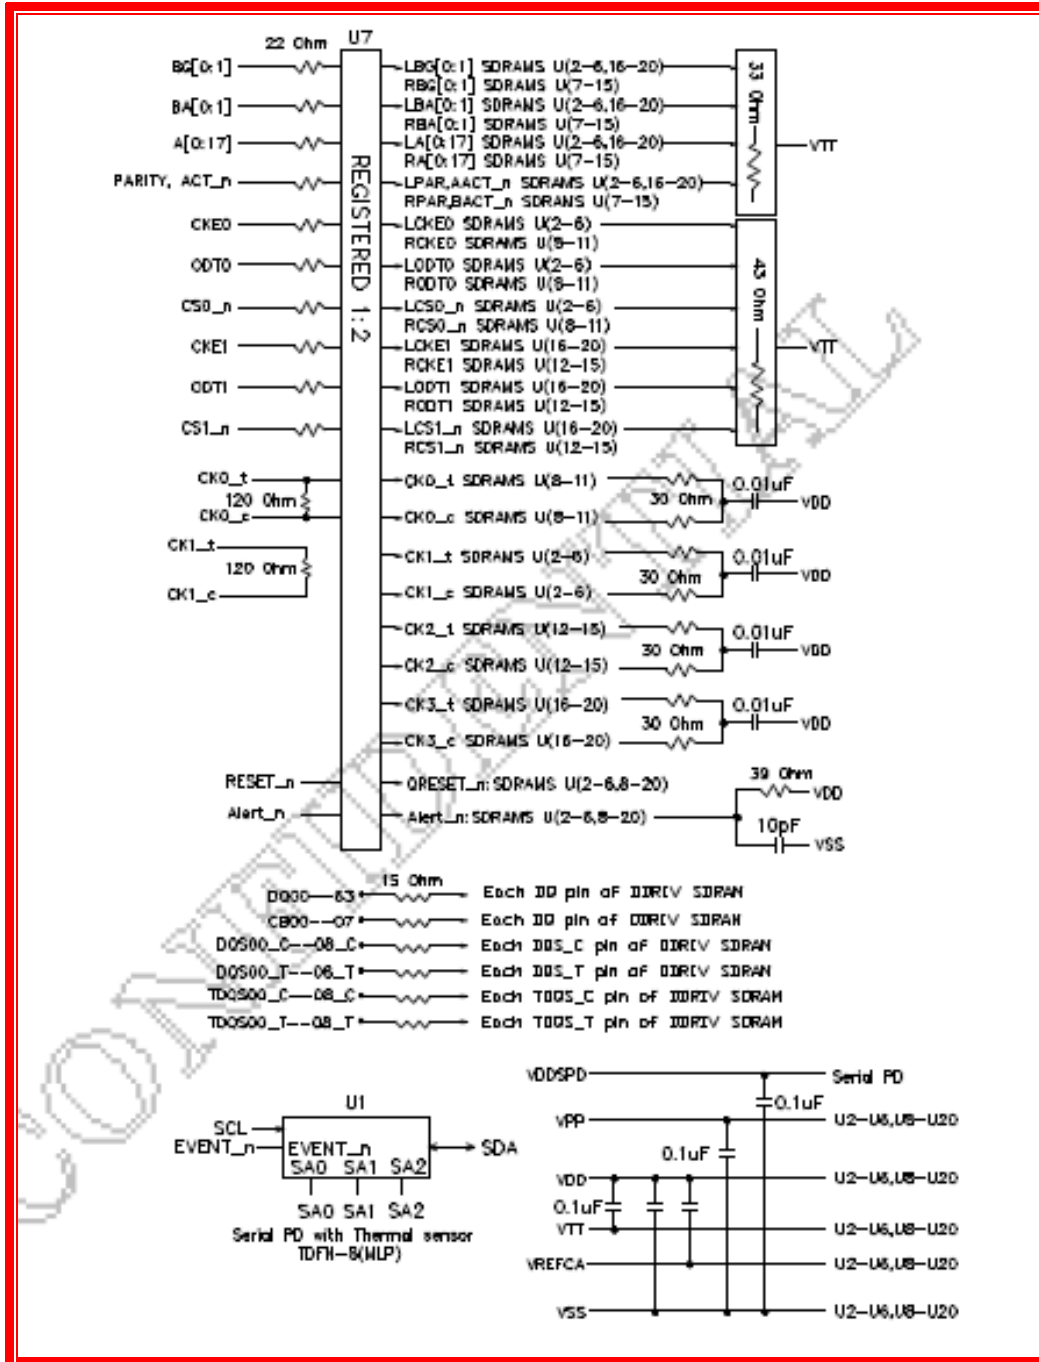 22 Ohm U7
BG[0:1] LBG[0:1] SDRAMS U(2-6,16-20)
RBG[0:1] SDRAMS U(7-15)
BA[0:1] LBA[0:1] SDRAMS U(2-6,16-20)
RBA[0:1] SDRAMS U(7-15)
A[0:17] LA[0:17] SDRAMS U(2-6,16-20)
RA[0:17] SDRAMS U(7-15)
PARITY, ACT_n LPAR,AACT_n SDRAMS U(2-6,16-20)
RPAR,BACT_n SDRAMS U(7-15)
33 Ohm
VTT
REGISTERED 1:2
CKE0 LCKE0 SDRAMS U(2-6)
RCKE0 SDRAMS U(8-11)
ODT0 LODT0 SDRAMS U(2-6)
RODT0 SDRAMS U(8-11)
CS0_n LCS0_n SDRAMS U(2-6)
RCS0_n SDRAMS U(8-11)
CKE1 LCKE1 SDRAMS U(16-20)
RCKE1 SDRAMS U(12-15)
ODT1 LODT1 SDRAMS U(16-20)
RODT1 SDRAMS U(12-15)
CS1_n LCS1_n SDRAMS U(16-20)
RCS1_n SDRAMS U(12-15)
43 Ohm
VTT
CK0_t CK0_t SDRAMS U(8-11) 0.01uF
120 Ohm 30 Ohm VDD
CK0_c CK0_c SDRAMS U(8-11)
CK1_t CK1_t SDRAMS U(2-6) 0.01uF
120 Ohm 30 Ohm VDD
CK1_c CK1_c SDRAMS U(2-6)
CK2_t SDRAMS U(12-15) 0.01uF
30 Ohm VDD
CK2_c SDRAMS U(12-15)
CK3_t SDRAMS U(16-20) 0.01uF
30 Ohm VDD
CK3_c SDRAMS U(16-20)
39 Ohm
RESET_n QRESET_n: SDRAMS U(2-6,8-20) VDD
Alert_n Alert_n: SDRAMS U(2-6,8-20) 10pF
VSS
15 Ohm
DQ00--63 Each DQ pin of DDRIV SDRAM
CB00--07 Each DQ pin of DDRIV SDRAM
DQS00_C--08_C Each DQS_C pin of DDRIV SDRAM
DQS00_T--08_T Each DQS_T pin of DDRIV SDRAM
TDQS00_C--08_C Each TDQS_C pin of DDRIV SDRAM
TDQS00_T--08_T Each TDQS_T pin of DDRIV SDRAM
U1
SCL
EVENT_n EVENT_n SDA
SA0 SA1 SA2
SA0 SA1 SA2
Serial PD with Thermal sensor
TDFN-8(MLP)
VDDSPD Serial PD
0.1uF
VPP U2-U6,U8-U20
0.1uF
VDD U2-U6,U8-U20
0.1uF
VTT U2-U6,U8-U20
VREFCA U2-U6,U8-U20
VSS U2-U6,U8-U20
CONFIDENTIAL